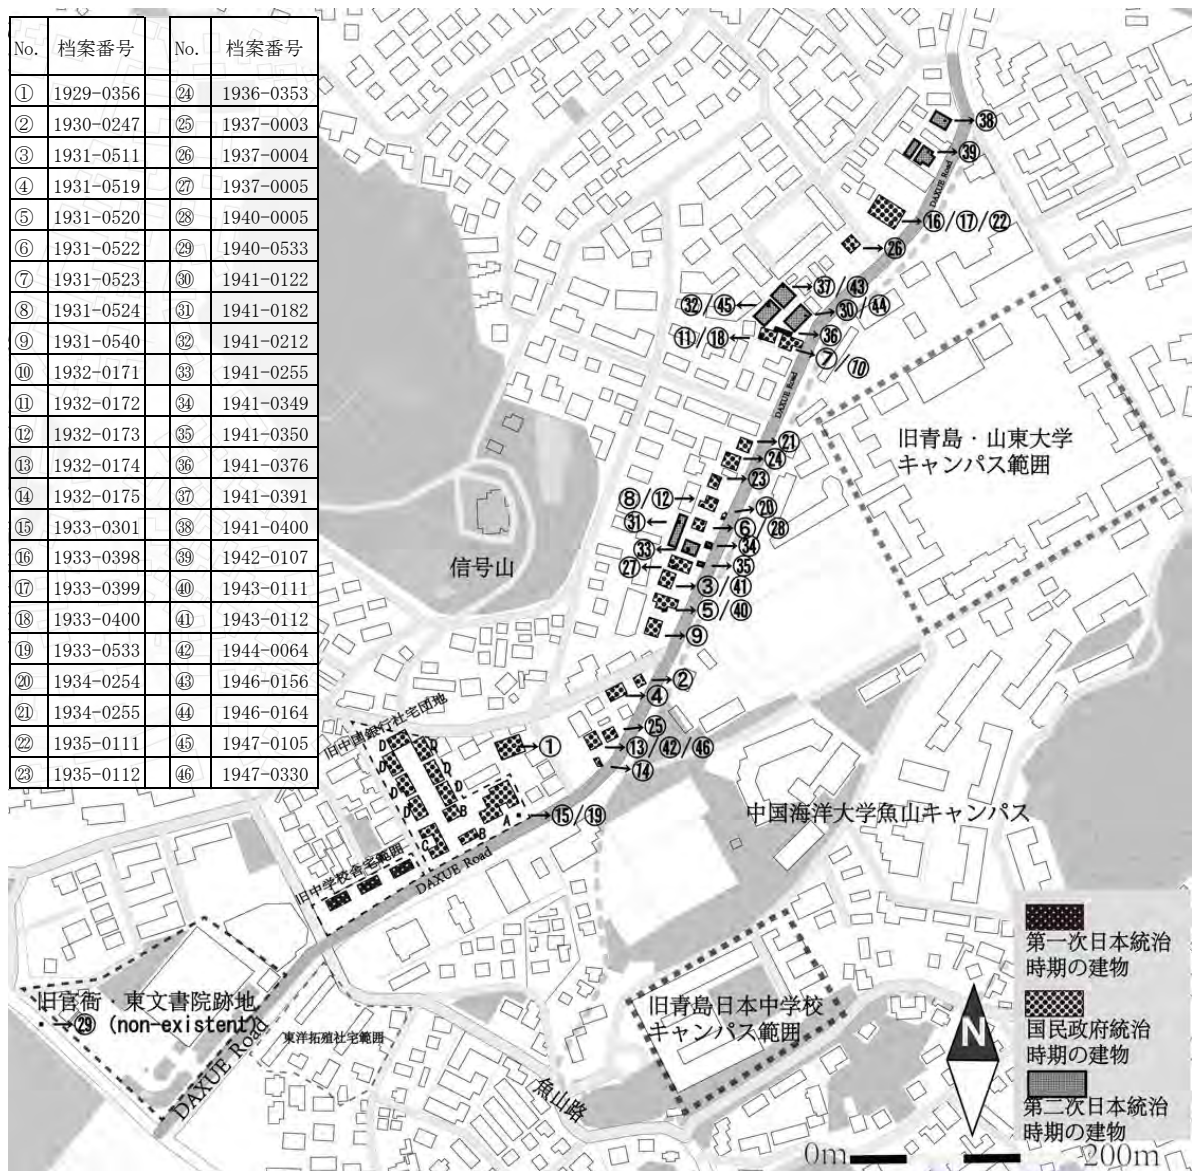 No. 档案番号 No. 档案番号
① 1929-0356 ㉔ 1936-0353
② 1930-0247 ㉕ 1937-0003
③ 1931-0511 ㉖ 1937-0004
④ 1931-0519 ㉗ 1937-0005
⑤ 1931-0520 ㉘ 1940-0005
⑥ 1931-0522 ㉙ 1940-0533
⑦ 1931-0523 ㉚ 1941-0122
⑧ 1931-0524 ㉛ 1941-0182
⑨ 1931-0540 ㉜ 1941-0212
⑩ 1932-0171 ㉝ 1941-0255
⑪ 1932-0172 ㉞ 1941-0349
⑫ 1932-0173 ㉟ 1941-0350
⑬ 1932-0174 ㊱ 1941-0376
⑭ 1932-0175 ㊲ 1941-0391
⑮ 1933-0301 ㊳ 1941-0400
⑯ 1933-0398 ㊴ 1942-0107
⑰ 1933-0399 ㊵ 1943-0111
⑱ 1933-0400 ㊶ 1943-0112
⑲ 1933-0533 ㊷ 1944-0064
⑳ 1934-0254 ㊸ 1946-0156
㉑ 1934-0255 ㊹ 1946-0164
㉒ 1935-0111 ㊺ 1947-0105
㉓ 1935-0112 ㊻ 1947-0330
→㊳
→㊴
DAXUE Road
→⑯/⑰/㉒
→㉖
→㊲/㊸
㉜/㊺←
→㉚/㊹
⑪/⑱→
→㊱
→⑦/⑩
DAXUE Road
→㉑
→㉔
→㉓
⑧/⑫→
→⑳
㉛←
→⑥/㉘
㉝←
→㉞
㉗←
→㉟
→③/㊶
→⑤/㊵
→⑨
→②
→④
→㉕
→①
→⑬/㊷/㊻
→⑭
→⑮/⑲
旧青島・山東大学
キャンパス範囲
信号山
旧中国銀行社宅団地
D D
D D
D D
D B
A
C B
旧中学校舎宅範囲
DAXUE Road
中国海洋大学魚山キャンパス
旧官衙・東文書院跡地
→㉙ (non-existent)
DAXUE Road
東洋拓殖社宅範囲
旧青島日本中学校
キャンパス範囲
魚山路
第一次日本統治
時期の建物
国民政府統治
時期の建物
第二次日本統治
時期の建物
N
0m 200m